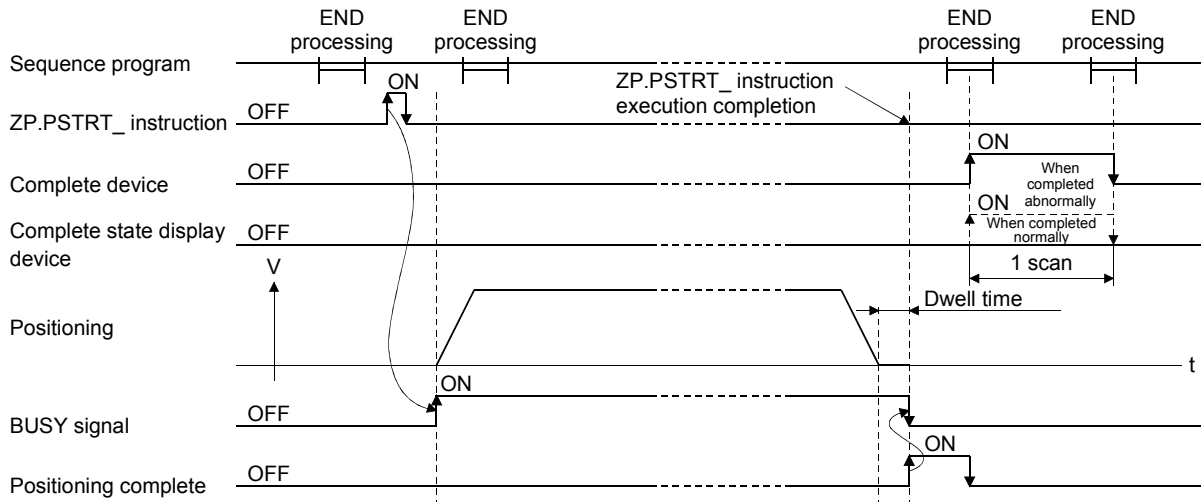 END
processing
END
processing
END
processing
END
processing
Sequence program
ON
ZP.PSTRT_ instruction
execution completion
OFF
ZP.PSTRT_ instruction
ON
OFF
Complete device
When
completed
abnormally
ON
Complete state display
device
OFF
When completed
normally
V
1 scan
Dwell time
Positioning
t
ON
OFF
BUSY signal
ON
OFF
Positioning complete